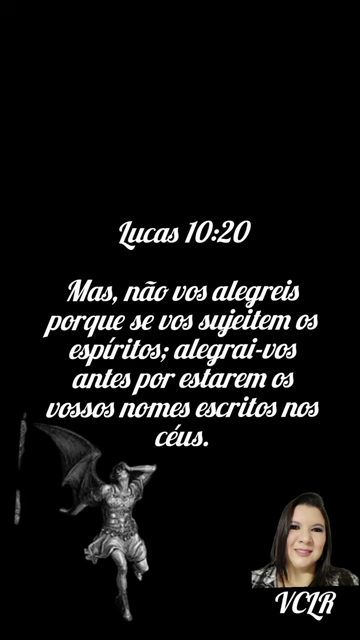 Lucas 10:20
Mas, não vos alegreis
porque se vos sujeitem os
espíritos; alegrai-vos
antes por estarem os
vossos nomes escritos nos
céus.
VCLR